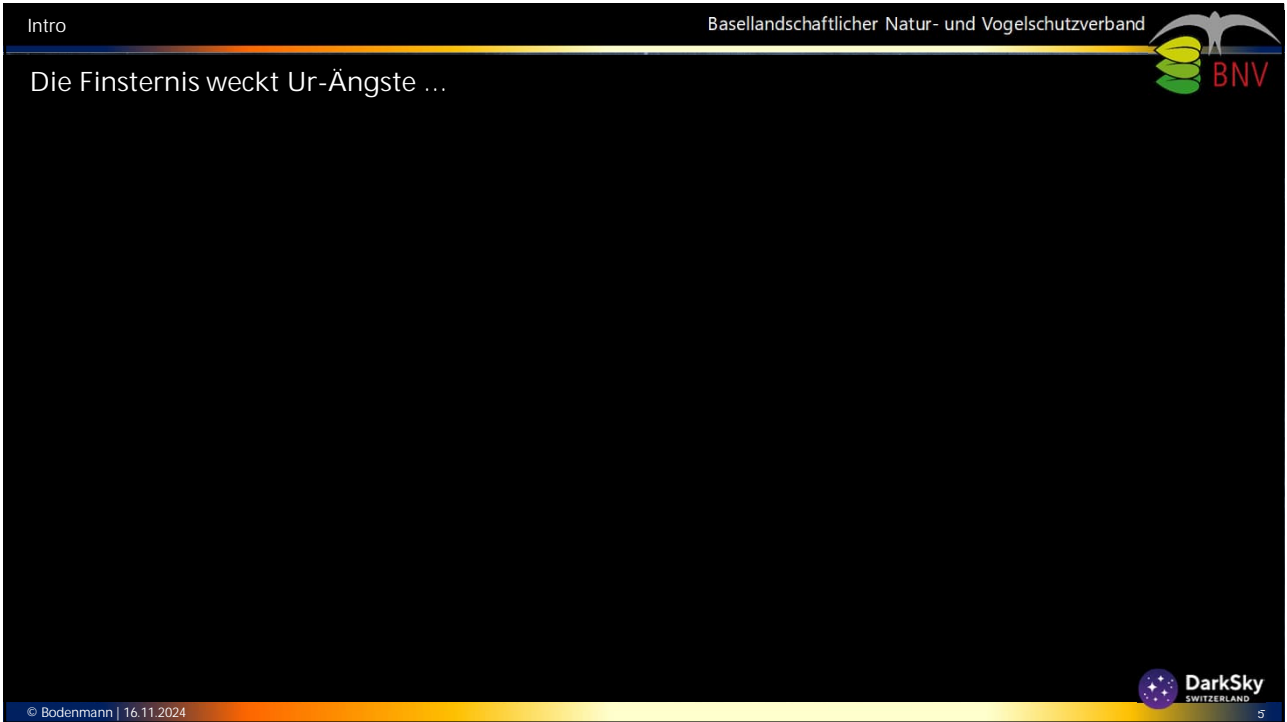 Intro
Basellandschaftlicher Natur- und Vogelschutzverband
BNV
Die Finsternis weckt Ur-Ängste …
DarkSky
SWITZERLAND
© Bodenmann | 16.11.2024
5